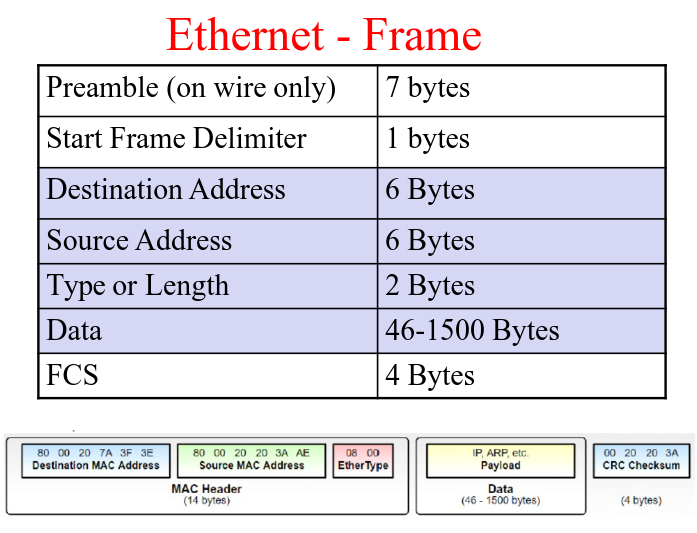 Ethernet - Frame
Preamble (on wire only) 7 bytes
Start Frame Delimiter 1 bytes
Destination Address 6 Bytes
Source Address 6 Bytes
Type or Length 2 Bytes
Data 46-1500 Bytes
FCS 4 Bytes
80 00 20 7A 3F 3E 80 00 20 20 3A AE 08 00 IP, ARP, etc. 00 20 20 3A
Destination MAC Address Source MAC Address EtherType Payload CRC Checksum
MAC Header Data
(14 bytes) (46 - 1500 bytes) (4 bytes)